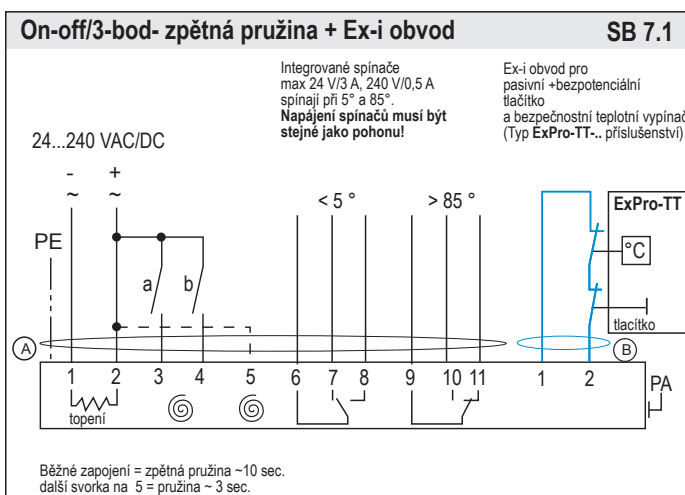 On-off/3-bod- zpětná pružina + Ex-i obvod SB 7.1
Integrované spínače
max 24 V/3 A, 240 V/0,5 A
spínají při 5° a 85°.
Napájení spínačů musí být
stejné jako pohonu!
Ex-i obvod pro
pasivní +bezpotenciální
tlačítko
a bezpečnostní teplotní vypínač
(Typ ExPro-TT-.. příslušenství)
24...240 VAC/DC
- +
~ ~
< 5 ° > 85 °
ExPro-TT
PE
°C
a b
tlačítko
A B
1 2 3 4 5 6 7 8 9 10 11 1 2 PA
topení
Běžné zapojení = zpětná pružina ~10 sec.
další svorka na 5 = pružina ~ 3 sec.